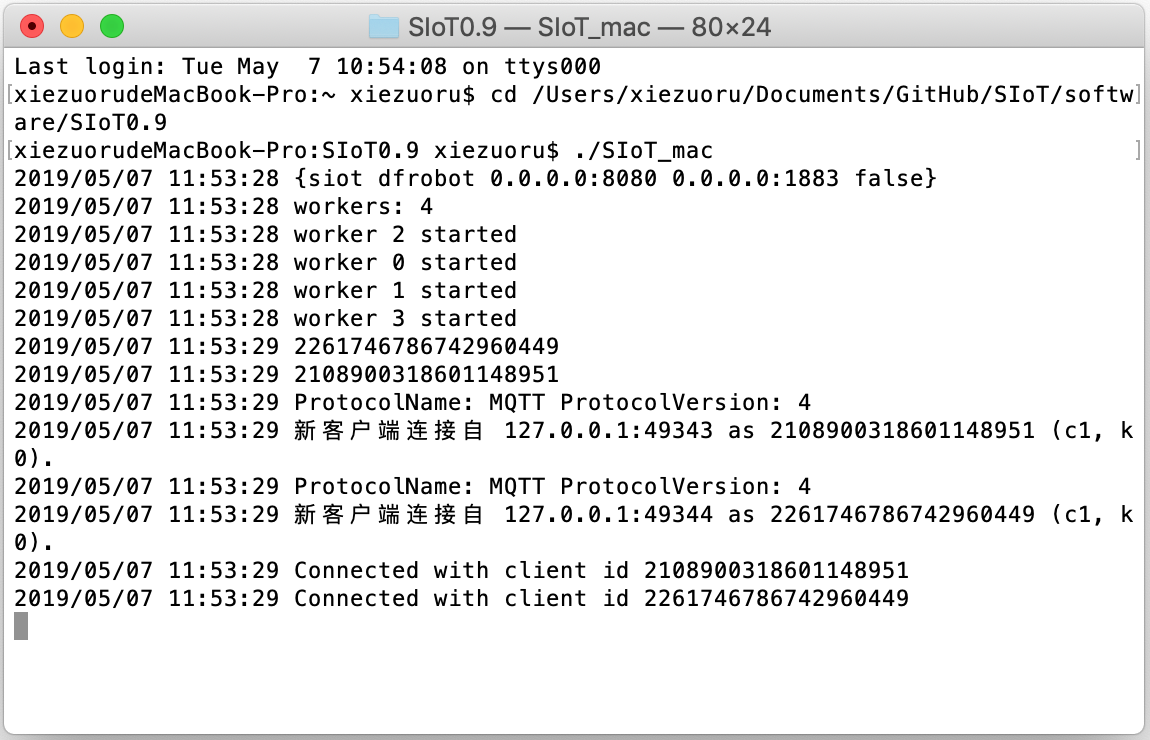 SIoT0.9 — SIoT_mac — 80×24
Last login: Tue May  7 10:54:08 on ttys000
[xiezuorudeMacBook-Pro:~ xiezuoru$ cd /Users/xiezuoru/Documents/GitHub/SIoT/softw]
are/SIoT0.9
[xiezuorudeMacBook-Pro:SIoT0.9 xiezuoru$ ./SIoT_mac ]
2019/05/07 11:53:28 {siot dfrobot 0.0.0.0:8080 0.0.0.0:1883 false}
2019/05/07 11:53:28 workers: 4
2019/05/07 11:53:28 worker 2 started
2019/05/07 11:53:28 worker 0 started
2019/05/07 11:53:28 worker 1 started
2019/05/07 11:53:28 worker 3 started
2019/05/07 11:53:29 2261746786742960449
2019/05/07 11:53:29 2108900318601148951
2019/05/07 11:53:29 ProtocolName: MQTT ProtocolVersion: 4
2019/05/07 11:53:29 新客户端连接自 127.0.0.1:49343 as 2108900318601148951 (c1, k
0).
2019/05/07 11:53:29 ProtocolName: MQTT ProtocolVersion: 4
2019/05/07 11:53:29 新客户端连接自 127.0.0.1:49344 as 2261746786742960449 (c1, k
0).
2019/05/07 11:53:29 Connected with client id 2108900318601148951
2019/05/07 11:53:29 Connected with client id 2261746786742960449